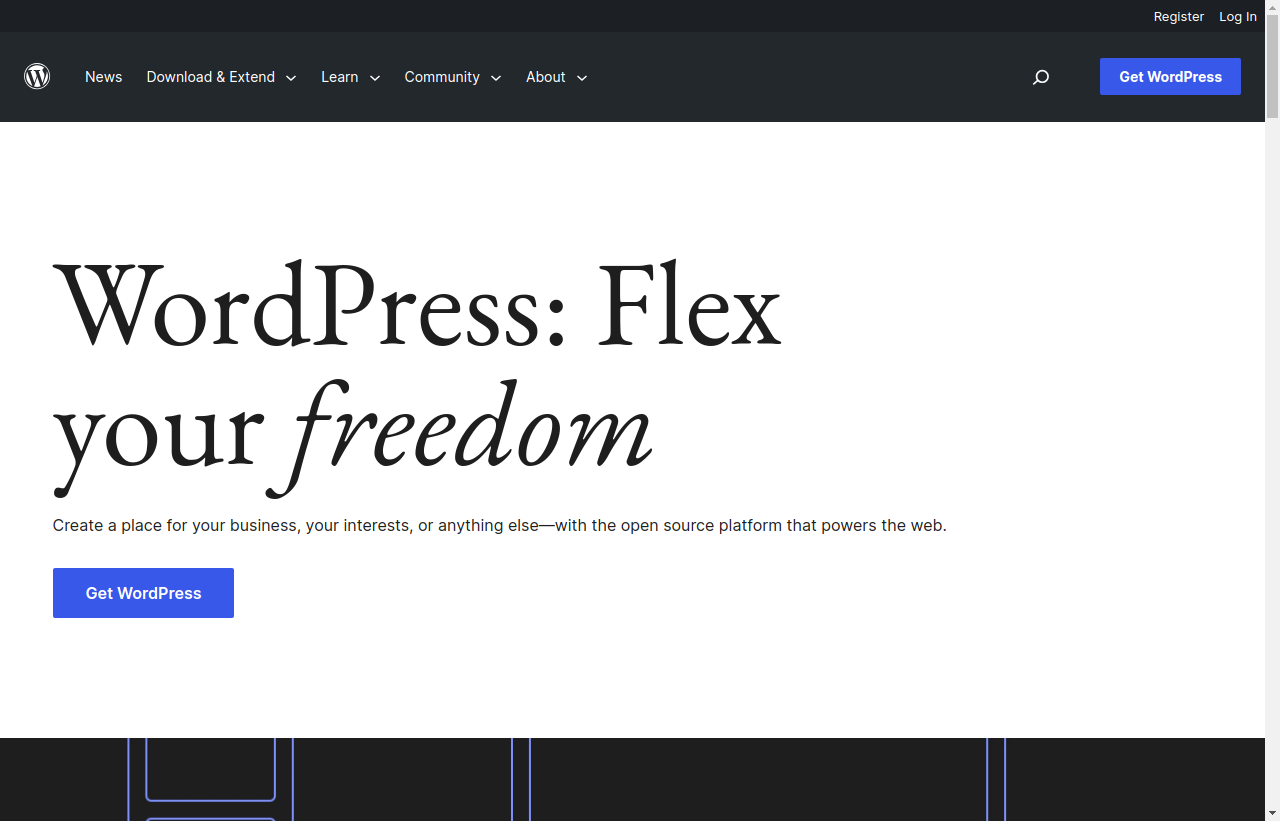 Register Log In
News Download & Extend Learn Community About Get WordPress
WordPress: Flex
your freedom
Create a place for your business, your interests, or anything else—with the open source platform that powers the web.
Get WordPress